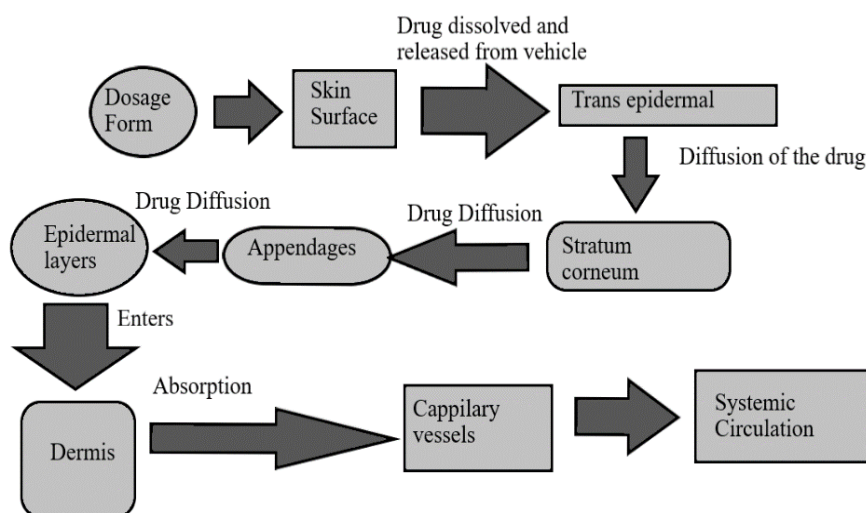 Drug dissolved and
released from vehicle
Dosage
Form
Skin
Surface
Trans epidermal
Diffusion of the drug
Drug Diffusion
Drug Diffusion
Epidermal
layers
Appendages
Stratum
corneum
Enters
Absorption
Dermis
Cappilary
vessels
Systemic
Circulation